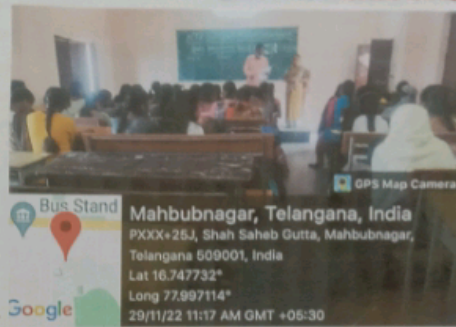 GPS Map Camera
Bus Stand
Mahbubnagar, Telangana, India
PXXX+25J, Shah Saheb Gutta, Mahbubnagar,
Telangana 509001, India
Lat 16.747732°
Long 77.997114°
29/11/22 11:17 AM GMT +05:30
Google